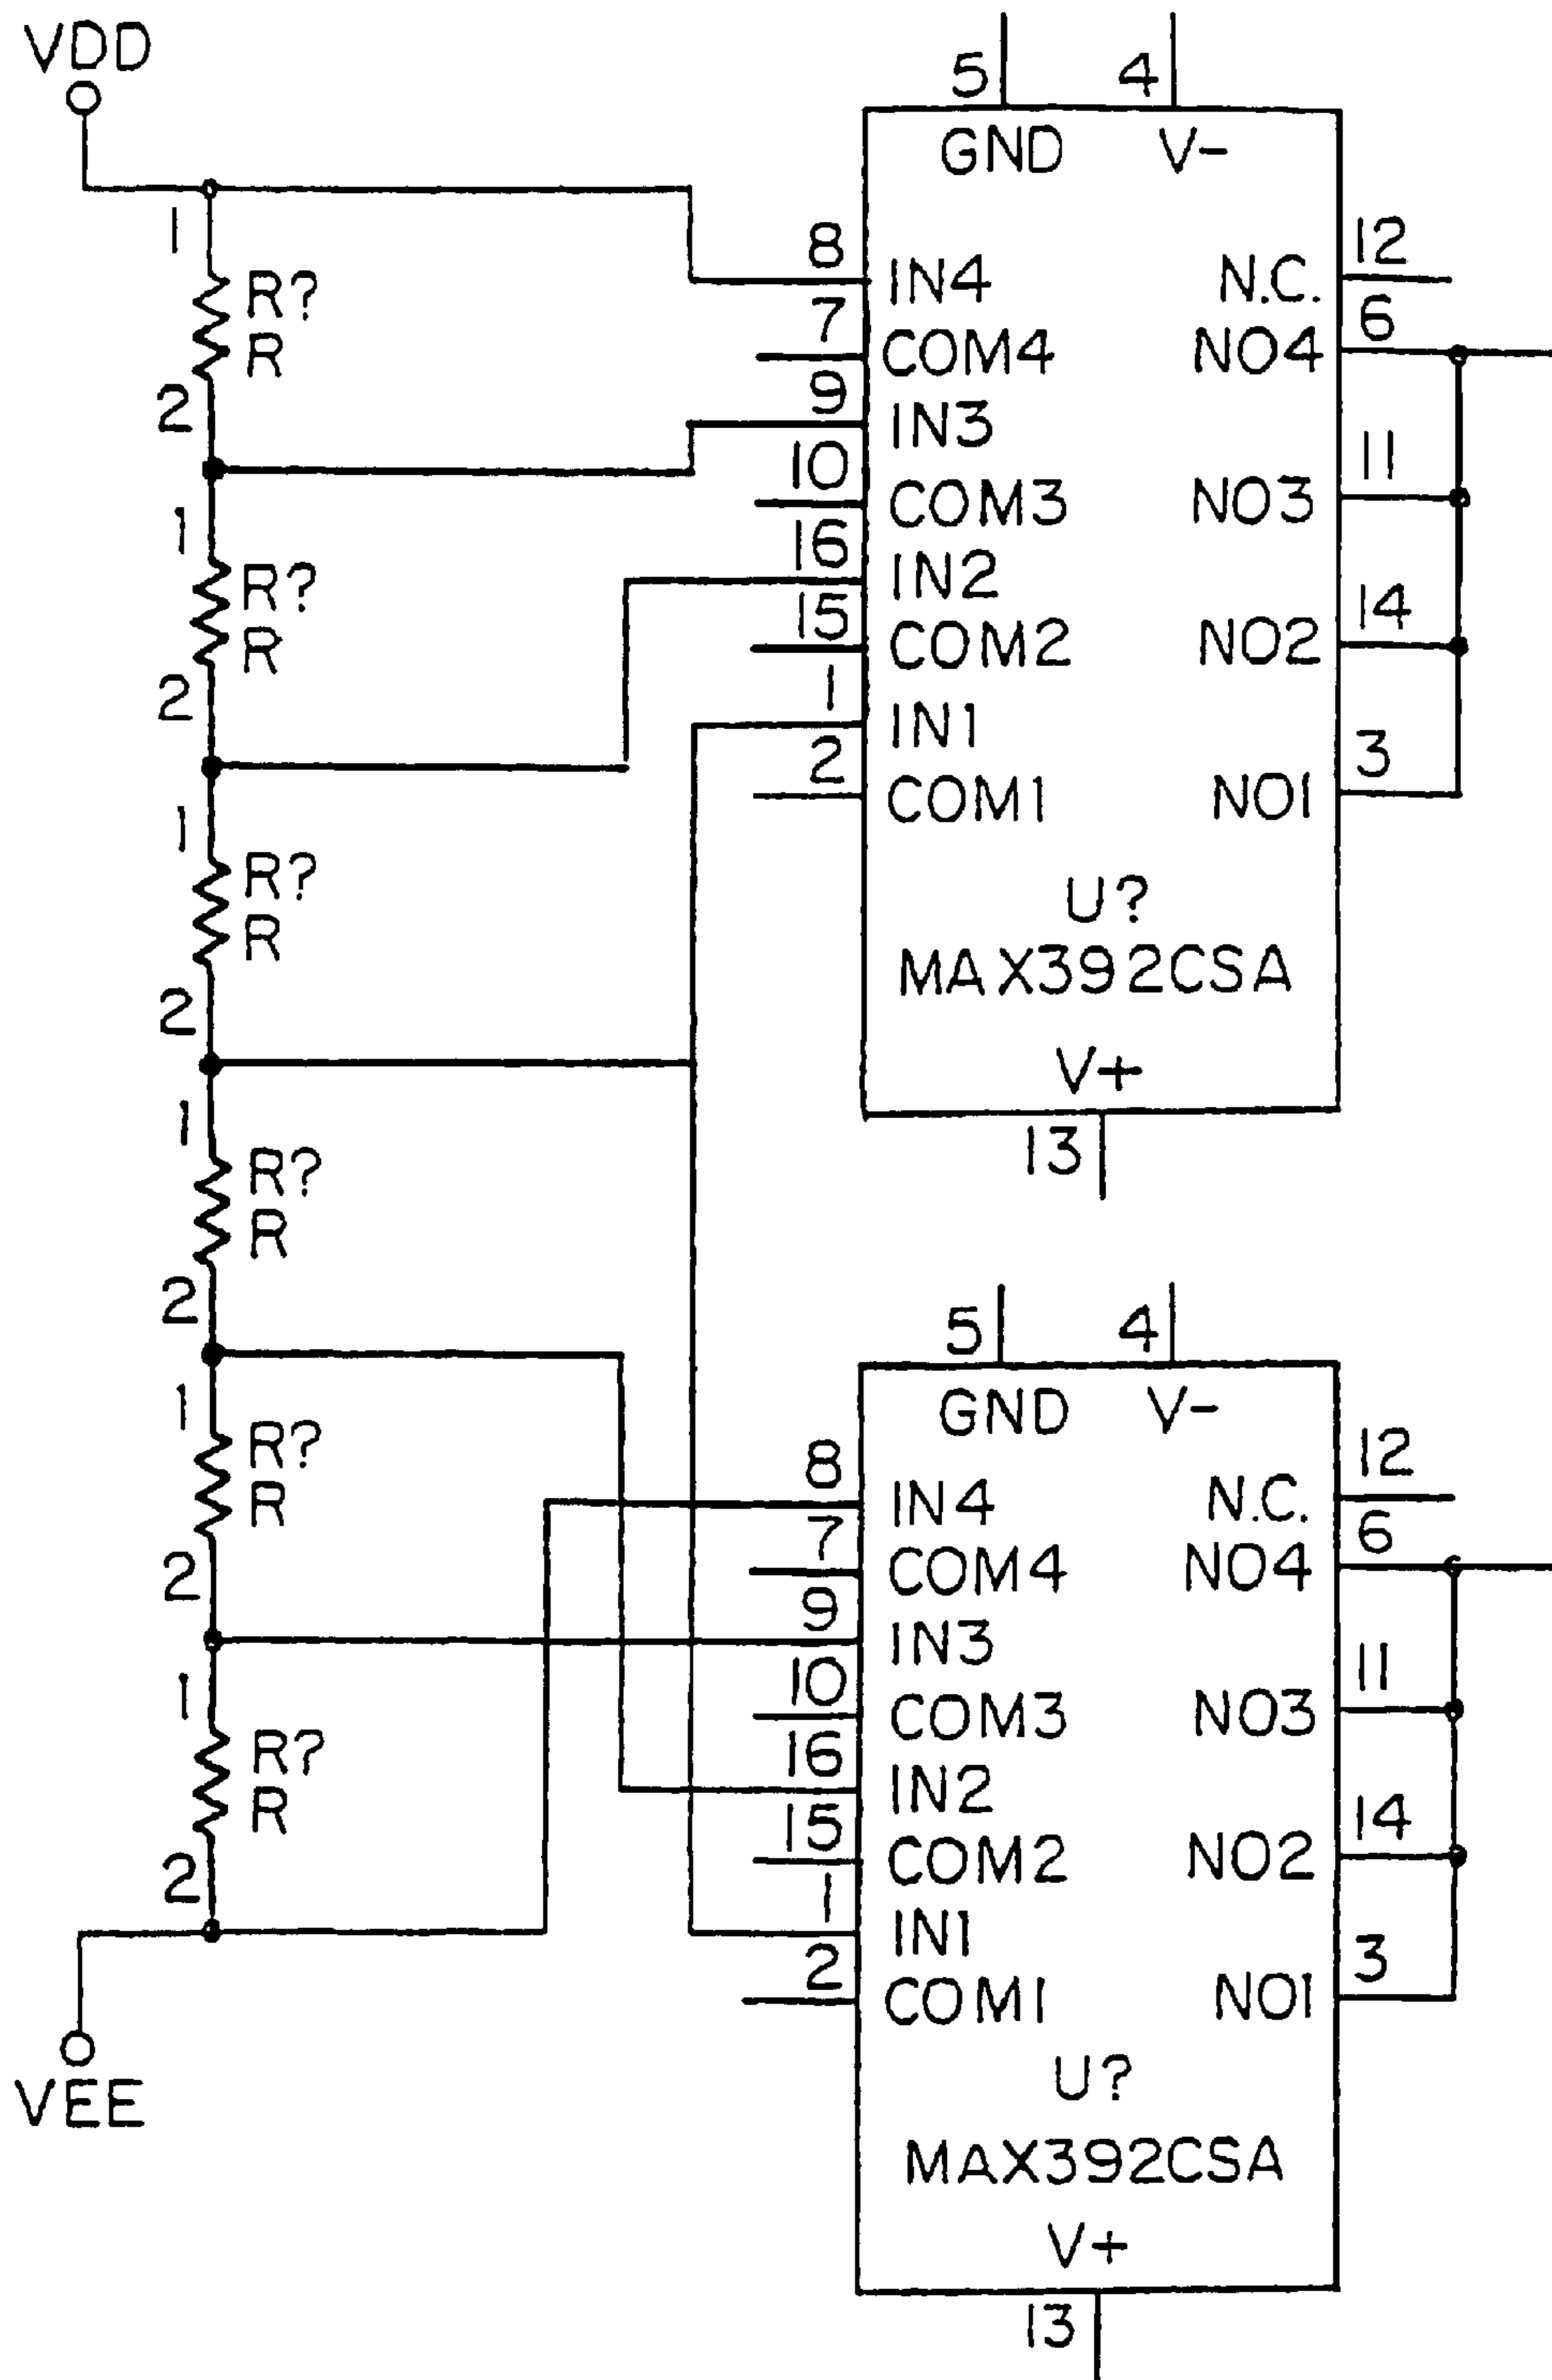 VDD
1
R?
R
2
1
R?
R
2
1
R?
R
2
1
R?
R
2
1
R?
R
2
1
R?
R
2
VEE
5 4
GND V-
8 12
IN4 N.C.
7 6
COM4 NO4
9
IN3
10 11
COM3 NO3
16
IN2
15 14
COM2 NO2
1
IN1
2 3
COM1 NO1
U?
MAX392CSA
V+
13
5 4
GND V-
8 12
IN4 N.C.
7 6
COM4 NO4
9
IN3
10 11
COM3 NO3
16
IN2
15 14
COM2 NO2
1
IN1
2 3
COM1 NO1
U?
MAX392CSA
V+
13